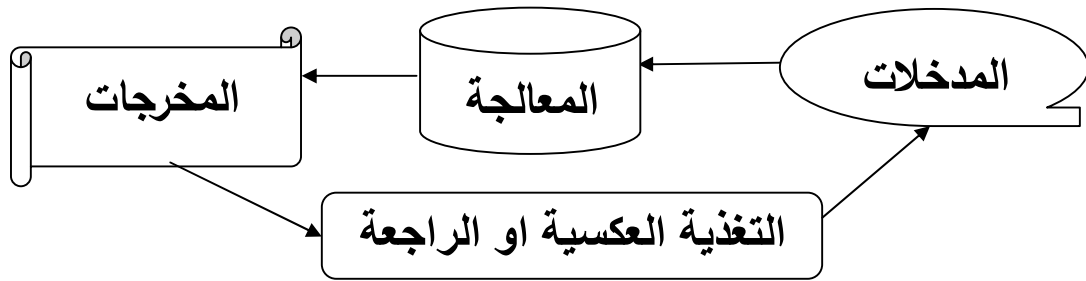 المدخلات
المعالجة
المخرجات
التغذية العكسية او الراجعة